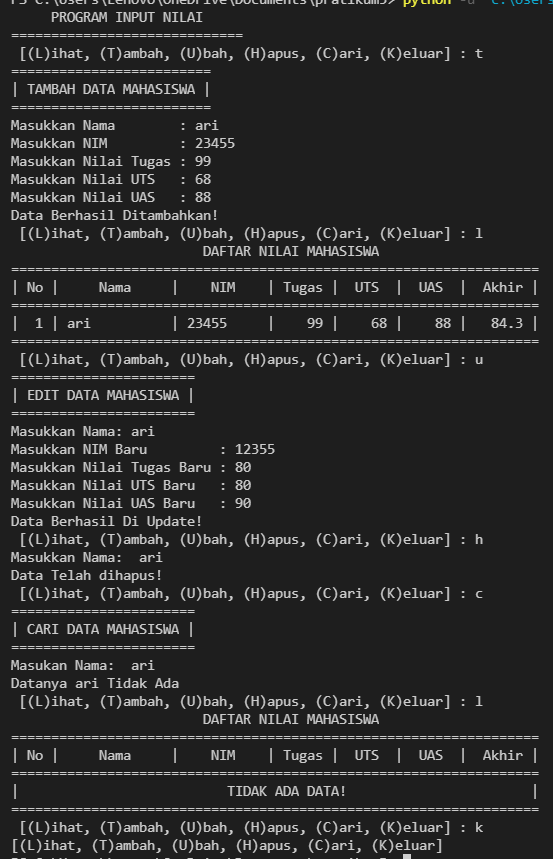 PS C:\Users\Lenovo\OneDrive\Documents\pratikum5> python -u "c:\Users
PROGRAM INPUT NILAI
=============================
[(L)ihat, (T)ambah, (U)bah, (H)apus, (C)ari, (K)eluar] : t
=========================
| TAMBAH DATA MAHASISWA |
=========================
Masukkan Nama        : ari
Masukkan NIM         : 23455
Masukkan Nilai Tugas : 99
Masukkan Nilai UTS   : 68
Masukkan Nilai UAS   : 88
Data Berhasil Ditambahkan!
[(L)ihat, (T)ambah, (U)bah, (H)apus, (C)ari, (K)eluar] : l
DAFTAR NILAI MAHASISWA
==================================================================
| No |     Nama     |    NIM    | Tugas |  UTS  |  UAS  |  Akhir |
==================================================================
|  1 | ari          | 23455     |    99 |    68 |    88 |   84.3 |
==================================================================
[(L)ihat, (T)ambah, (U)bah, (H)apus, (C)ari, (K)eluar] : u
=======================
| EDIT DATA MAHASISWA |
=======================
Masukkan Nama: ari
Masukkan NIM Baru         : 12355
Masukkan Nilai Tugas Baru : 80
Masukkan Nilai UTS Baru   : 80
Masukkan Nilai UAS Baru   : 90
Data Berhasil Di Update!
[(L)ihat, (T)ambah, (U)bah, (H)apus, (C)ari, (K)eluar] : h
Masukkan Nama:  ari
Data Telah dihapus!
[(L)ihat, (T)ambah, (U)bah, (H)apus, (C)ari, (K)eluar] : c
=======================
| CARI DATA MAHASISWA |
=======================
Masukan Nama:  ari
Datanya ari Tidak Ada
[(L)ihat, (T)ambah, (U)bah, (H)apus, (C)ari, (K)eluar] : l
DAFTAR NILAI MAHASISWA
==================================================================
| No |     Nama     |    NIM    | Tugas |  UTS  |  UAS  |  Akhir |
==================================================================
|                          TIDAK ADA DATA!                       |
==================================================================
[(L)ihat, (T)ambah, (U)bah, (H)apus, (C)ari, (K)eluar] : k
[(L)ihat, (T)ambah, (U)bah, (H)apus, (C)ari, (K)eluar]